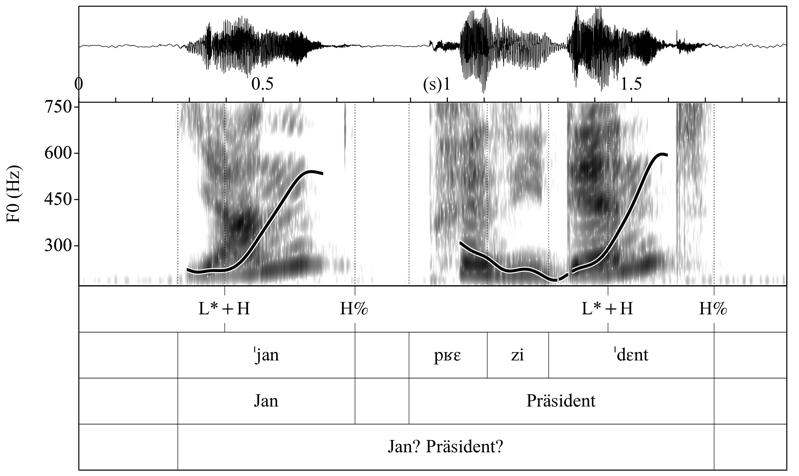 0 0.5 (s)1 1.5
750
600
450
300
F0 (Hz)
L*+H H% L*+H H%
ˈjan pʁɛ zi ˈdɛnt
Jan Präsident
Jan? Präsident?